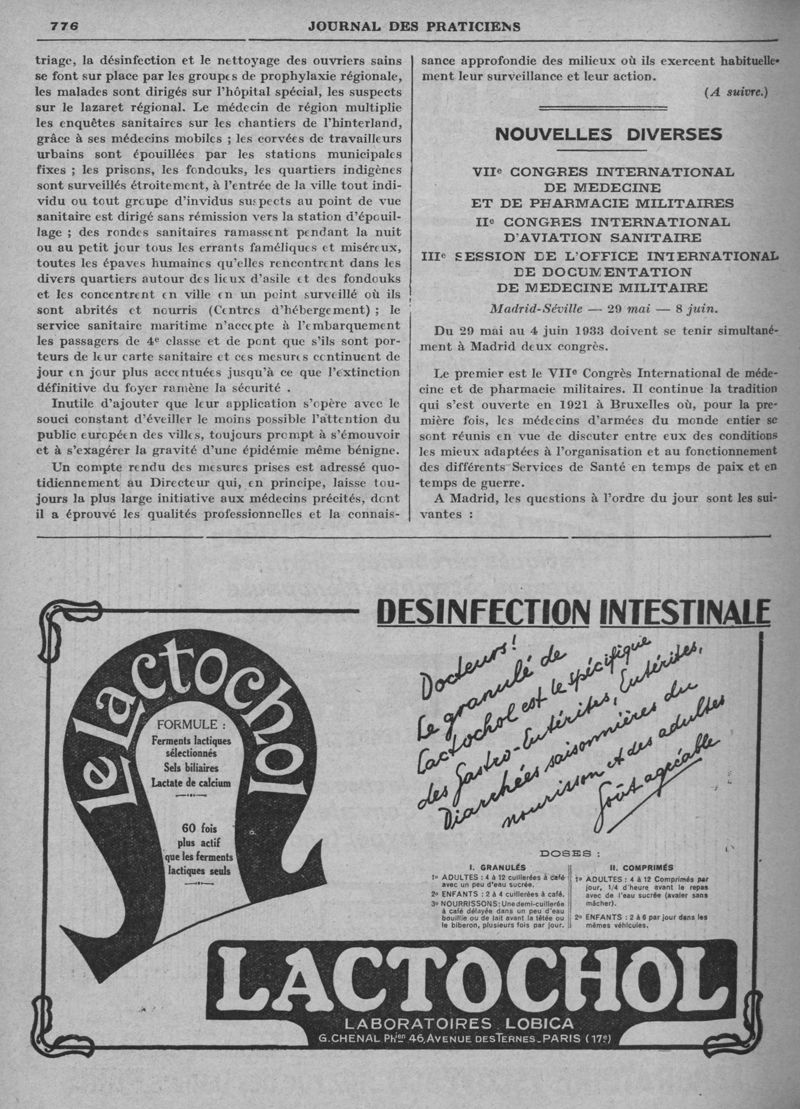 776
JOURNAL DES PRATICIENS
triage, la désinfection et le nettoyage des ouvriers sains
se font sur place par les groupes de prophylaxie régionale,
les malades sont dirigés sur l'hôpital spécial, les suspects
sur le lazaret régional. Le médecin de région multiplie
les enquêtes sanitaires sur les chantiers de l'hinterland,
grâce à ses médecins mobiles ; les corvées de travailleurs
urbains sont épouillées par les stations municipales
fixes ; les prisons, les fondouks, les quartiers indigènes
sont surveillés étroitement, à l'entrée de la ville tout indi-
vidu ou tout groupe d'invidus suspects au point de vue
sanitaire est dirigé sans rémission vers la station d'épouil-
lage ; des rondes sanitaires ramassent pendant la nuit
ou au petit jour tous les errants faméliques et miséreux,
toutes les épaves humaines qu'elles rencontrent dans les
divers quartiers autour des lieux d'asile et des fondouks
et les concentrent en ville en un point surveillé où ils
sont abrités et nourris (Centres d'hébergement) ; le
service sanitaire maritime n'accepte à l'embarquement
les passagers de 4e classe et de pont que s'ils sont por-
teurs de leur carte sanitaire et ces mesures continuent de
jour en jour plus accentuées jusqu'à ce que l'extinction
définitive du foyer ramène la sécurité .
Inutile d'ajouter que leur application s'opère avec le
souci constant d'éveiller le moins possible l'attention du
public européen des villes, toujours prompt à s'émouvoir
et à s'exagérer la gravité d'une épidémie même bénigne.
Un compte rendu des mesures prises est adressé quo-
tidiennement au Directeur qui, en principe, laisse tou-
jours la plus large initiative aux médecins précités, dont
il a éprouvé les qualités professionnelles et la connais-
sance approfondie des milieux où ils exercent habituelle-
ment leur surveillance et leur action.
(A suivre.)
NOUVELLES DIVERSES
VIIe CONGRES INTERNATIONAL
DE MEDECINE
ET DE PHARMACIE MILITAIRES
IIe CONGRES INTERNATIONAL
D'AVIATION SANITAIRE
IIIe SESSION DE L'OFFICE INTERNATIONAL
DE DOCUMENTATION
DE MEDECINE MILITAIRE
Madrid-Séville — 29 mai — 8 juin.
Du 29 mai au 4 juin 1933 doivent se tenir simultané-
ment à Madrid deux congrès.
Le premier est le VIIe Congrès International de méde-
cine et de pharmacie militaires. Il continue la tradition
qui s'est ouverte en 1921 à Bruxelles où, pour la pre-
mière fois, les médecins d'armées du monde entier se
sont réunis en vue de discuter entre eux des conditions
les mieux adaptées à l'organisation et au fonctionnement
des différents Services de Santé en temps de paix et en
temps de guerre.
A Madrid, les questions à l'ordre du jour sont les sui-
vantes :
DESINFECTION INTESTINALE
Le Lactochol
FORMULE :
Ferments lactiques
sélectionnés
Sels biliaires
Lactate de calcium
60 fois
plus actif
que les ferments
lactiques seuls
Docteurs!
Le granulé de
Lactochol est le spécifique
des Gastro-Entérites, Entérites,
Diarrhées saisonnières du
nourisson et des adultes
Goût agréable
DOSES :
I. GRANULÉS
1o ADULTES : 4 à 12 cuillerées à café
avec un peu d'eau sucrée.
2o ENFANTS : 2 à 4 cuillerées à café.
3o NOURRISSONS: Une demi-cuillerée
à café délayée dans un peu d'eau
bouillie ou de lait avant la tétée ou
le biberon, plusieurs fois par jour.
II. COMPRIMÉS
1o ADULTES : 4 à 12 Comprimés par
jour, 1/4 d'heure avant le repas
avec de l'eau sucrée (avaler sans
mâcher).
2o ENFANTS : 2 à 6 par jour dans les
mêmes véhicules.
LACTOCHOL
LABORATOIRES LOBICA
G.CHENAL Phien 46, AVENUE DES TERNES_PARIS (17e)